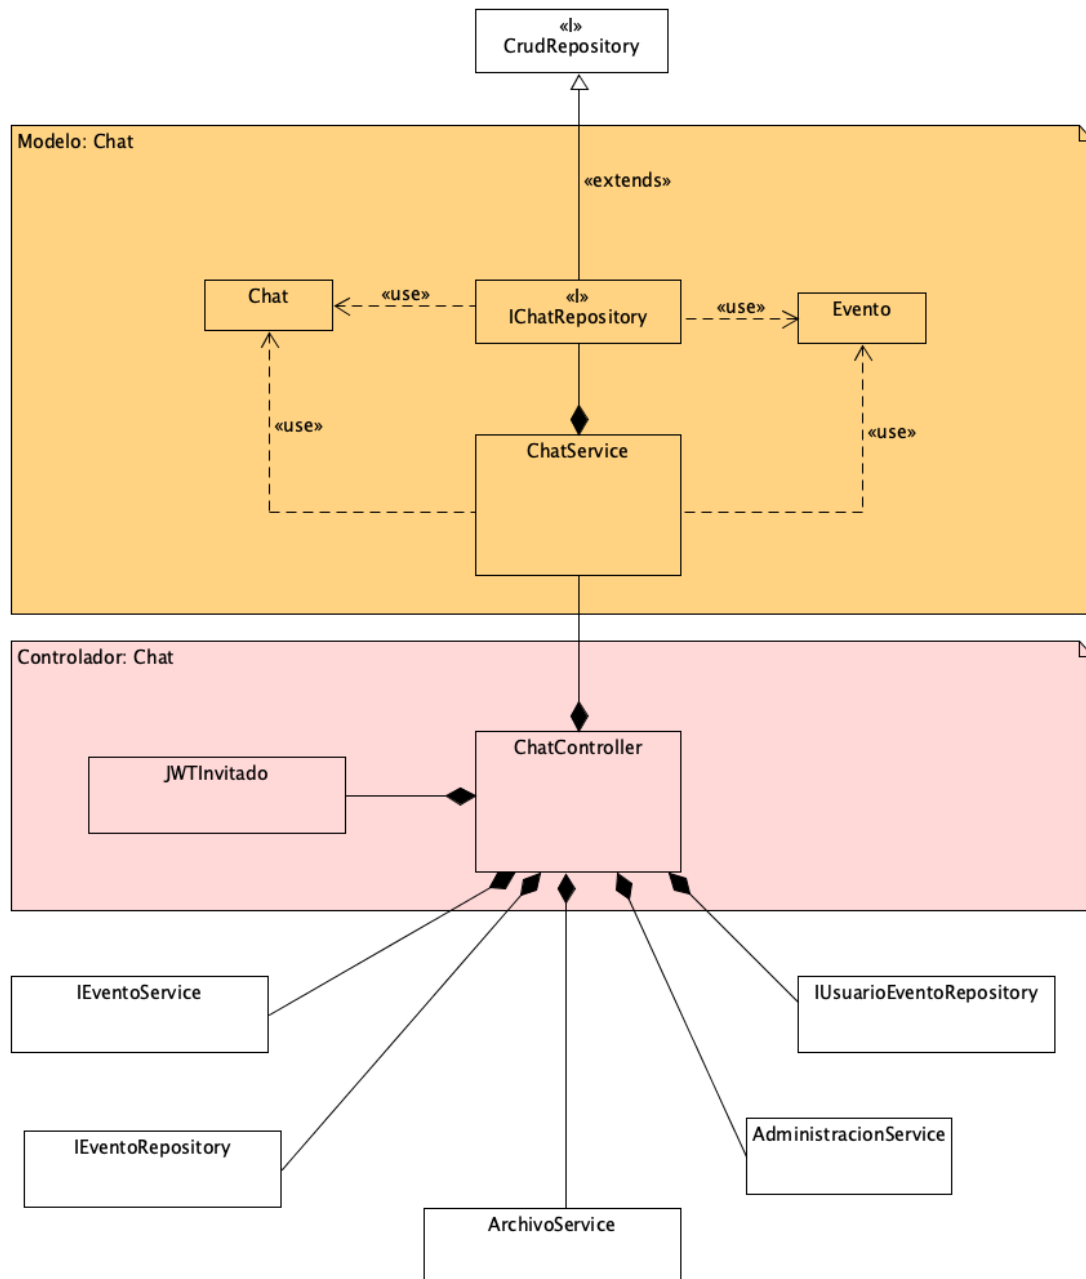 «I»
CrudRepository
Modelo: Chat
«extends»
Chat
«use»
«I»
IChatRepository
«use»
Evento
«use»
«use»
ChatService
Controlador: Chat
ChatController
JWTInvitado
IEventoService
IUsuarioEventoRepository
AdministracionService
IEventoRepository
ArchivoService